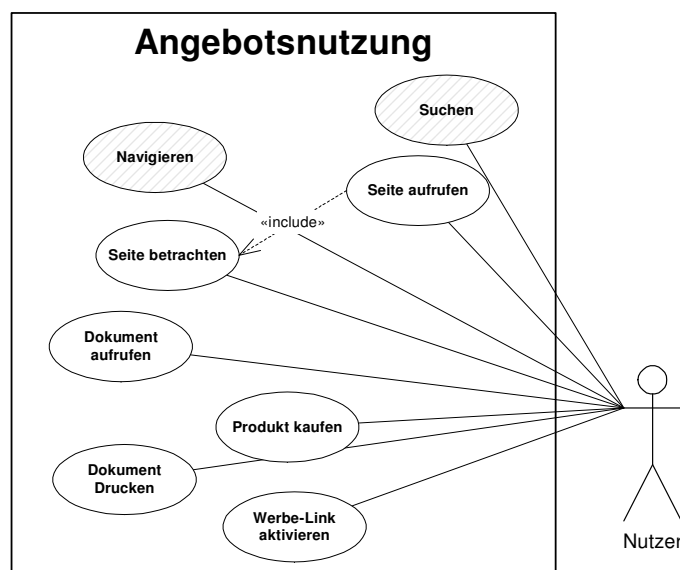 Angebotsnutzung
Suchen
Navigieren
Seite aufrufen
«include»
Seite betrachten
Dokument
aufrufen
Produkt kaufen
Dokument
Drucken
Werbe-Link
aktivieren
Nutzer